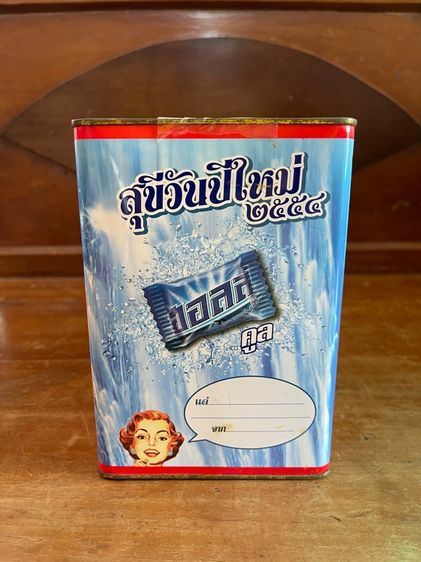 สุขีวันปีใหม่
๒๕๕๔
ฮอลล์
คูล
แด่
จาก